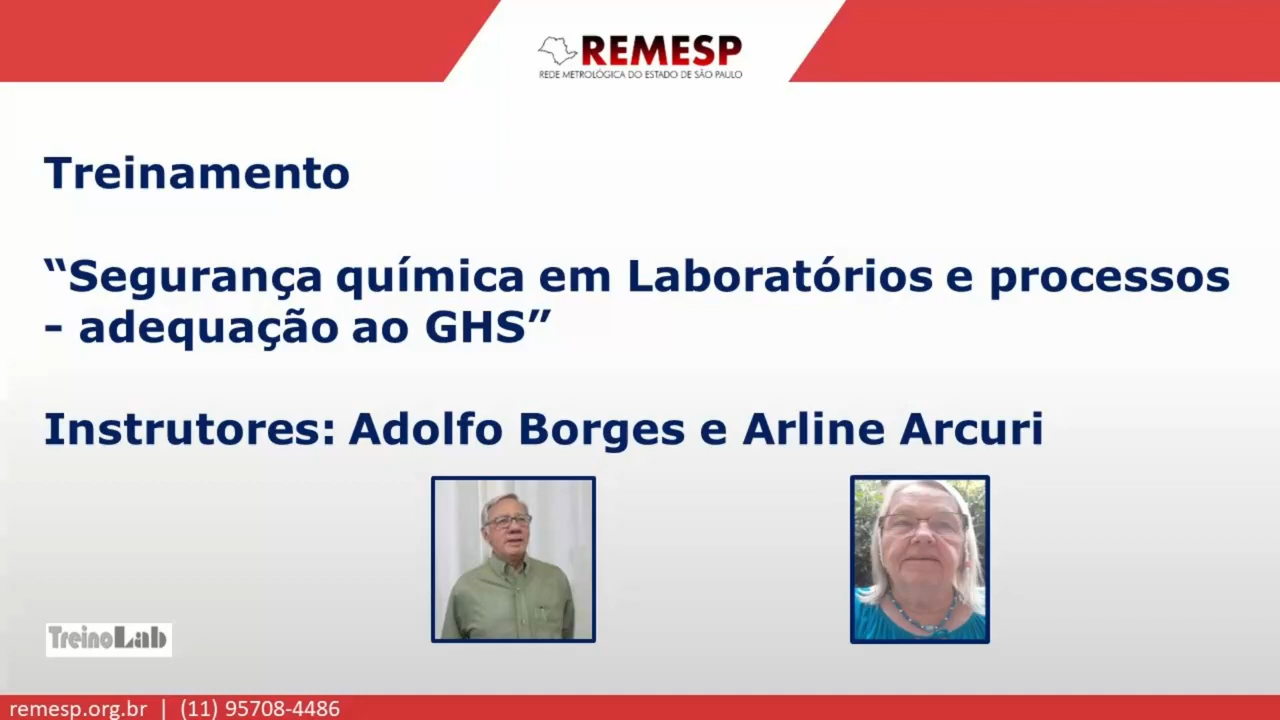 REMESP
REDE METROLÓGICA DO ESTADO DE SÃO PAULO
Treinamento
“Segurança química em Laboratórios e processos
- adequação ao GHS”
Instrutores: Adolfo Borges e Arline Arcuri
TreinoLab
remesp.org.br | (11) 95708-4486